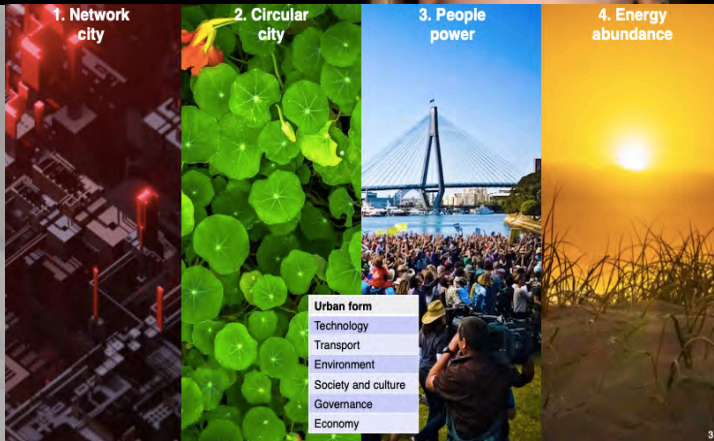 1. Network
city
2. Circular
city
3. People
power
4. Energy
abundance
Urban form
Technology
Transport
Environment
Society and culture
Governance
Economy
3